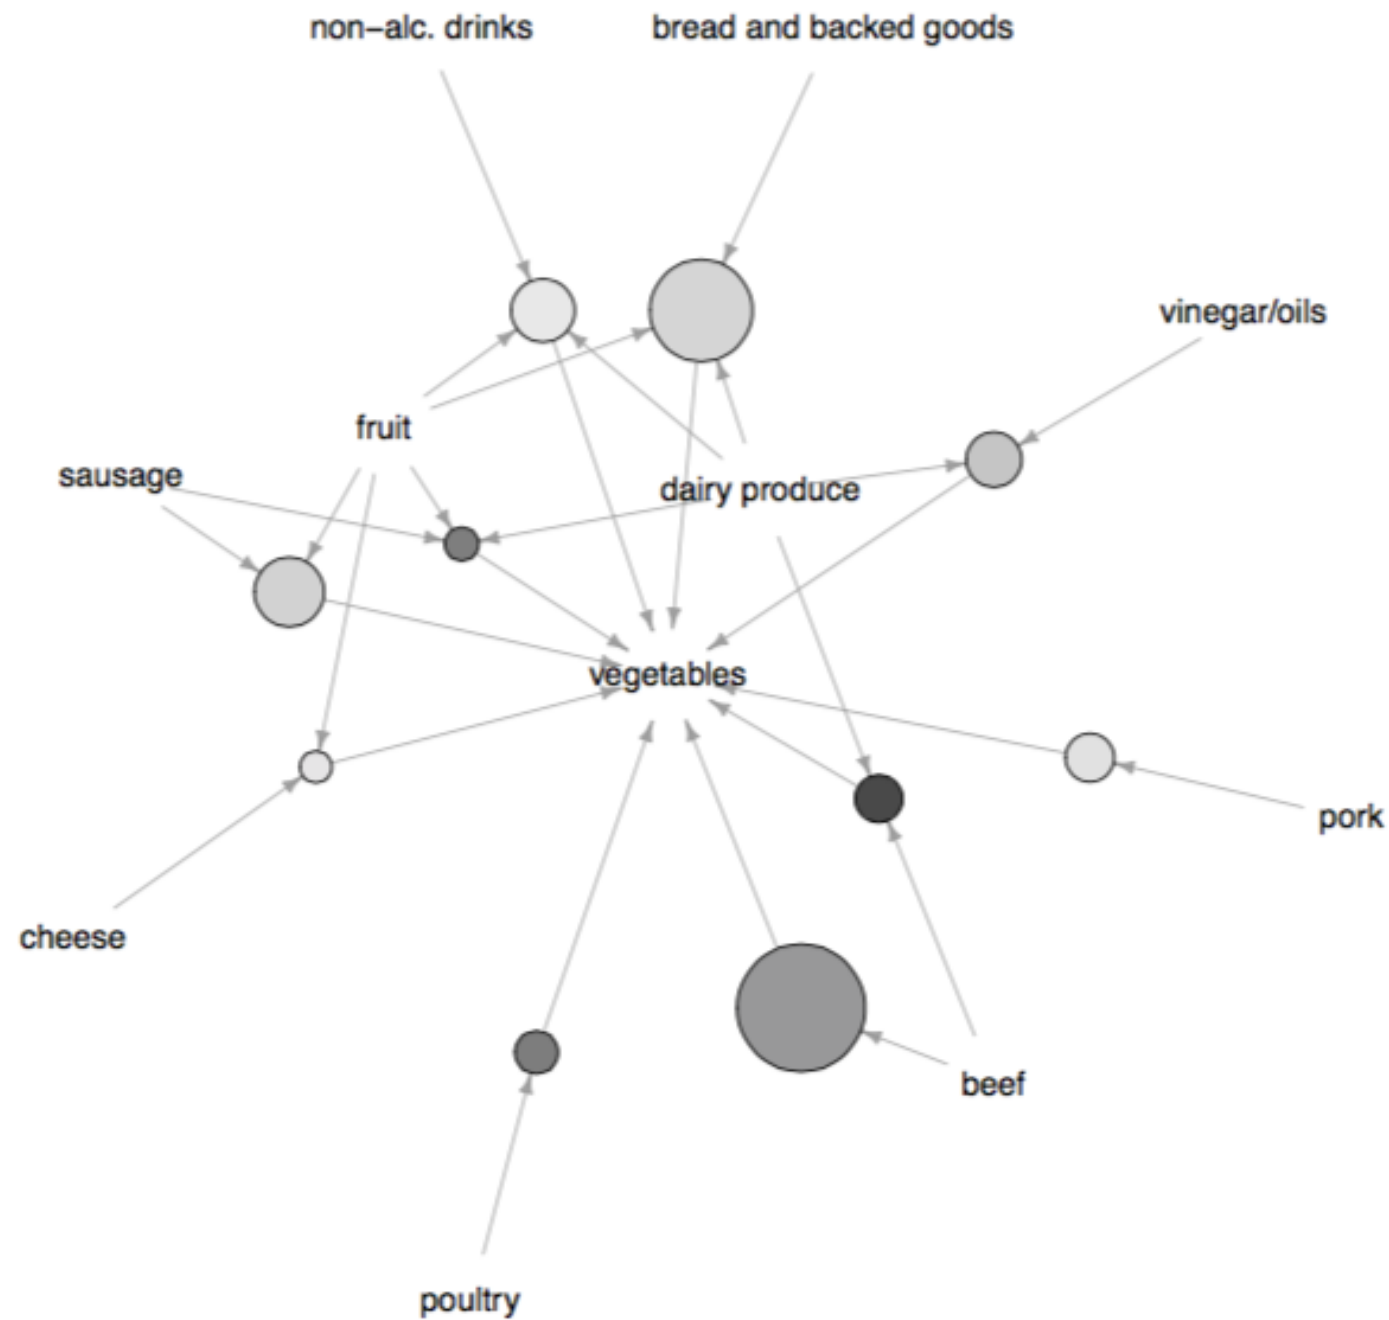 non-alc. drinks
bread and backed goods
vinegar/oils
fruit
sausage
dairy produce
vegetables
pork
cheese
beef
poultry